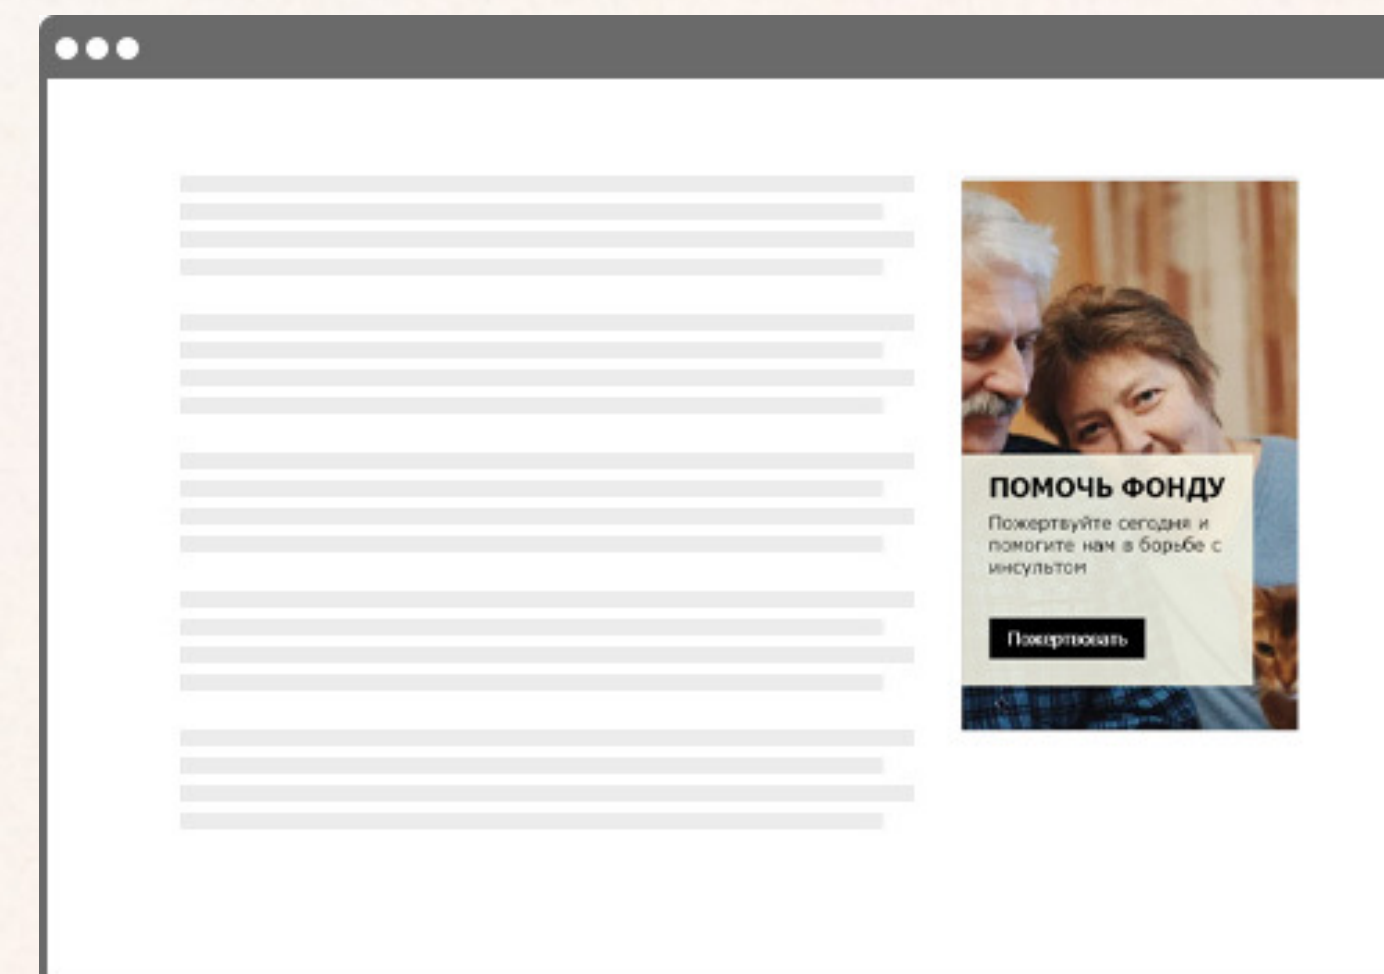 ПОМОЧЬ ФОНДУ
Пожертвуйте сегодня и
помогите нам в борьбе с
инсультом
Пожертвовать